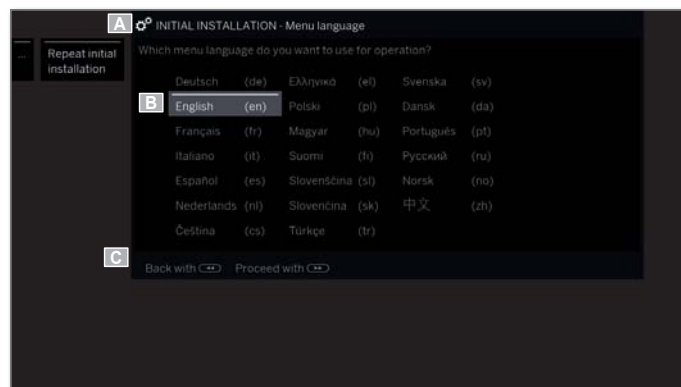 A INITIAL INSTALLATION - Menu language
... Repeat initial installation
Which menu language do you want to use for operation?
Deutsch (de) Ελληνικά (el) Svenska (sv)
B English (en) Polski (pl) Dansk (da)
Français (fr) Magyar (hu) Português (pt)
Italiano (it) Suomi (fi) Русский (ru)
Español (es) Slovenščina (sl) Norsk (no)
Nederlands (nl) Slovenčina (sk) 中文 (zh)
Čeština (cs) Türkçe (tr)
C
Back with Proceed with